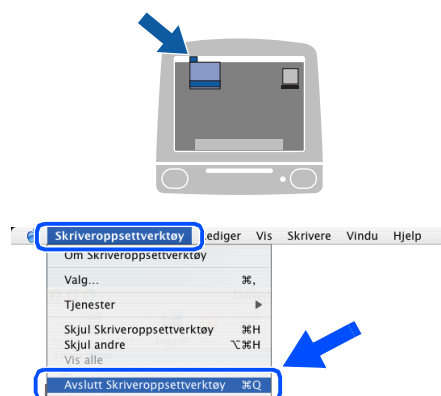 Skriveroppsettverktøy Rediger Vis Skrivere Vindu Hjelp
Om Skriveroppsettverktøy
Valg... ⌘,
Tjenester ▶
Skjul Skriveroppsettverktøy ⌘H
Skjul andre ⌥⌘H
Vis alle
Avslutt Skriveroppsettverktøy ⌘Q